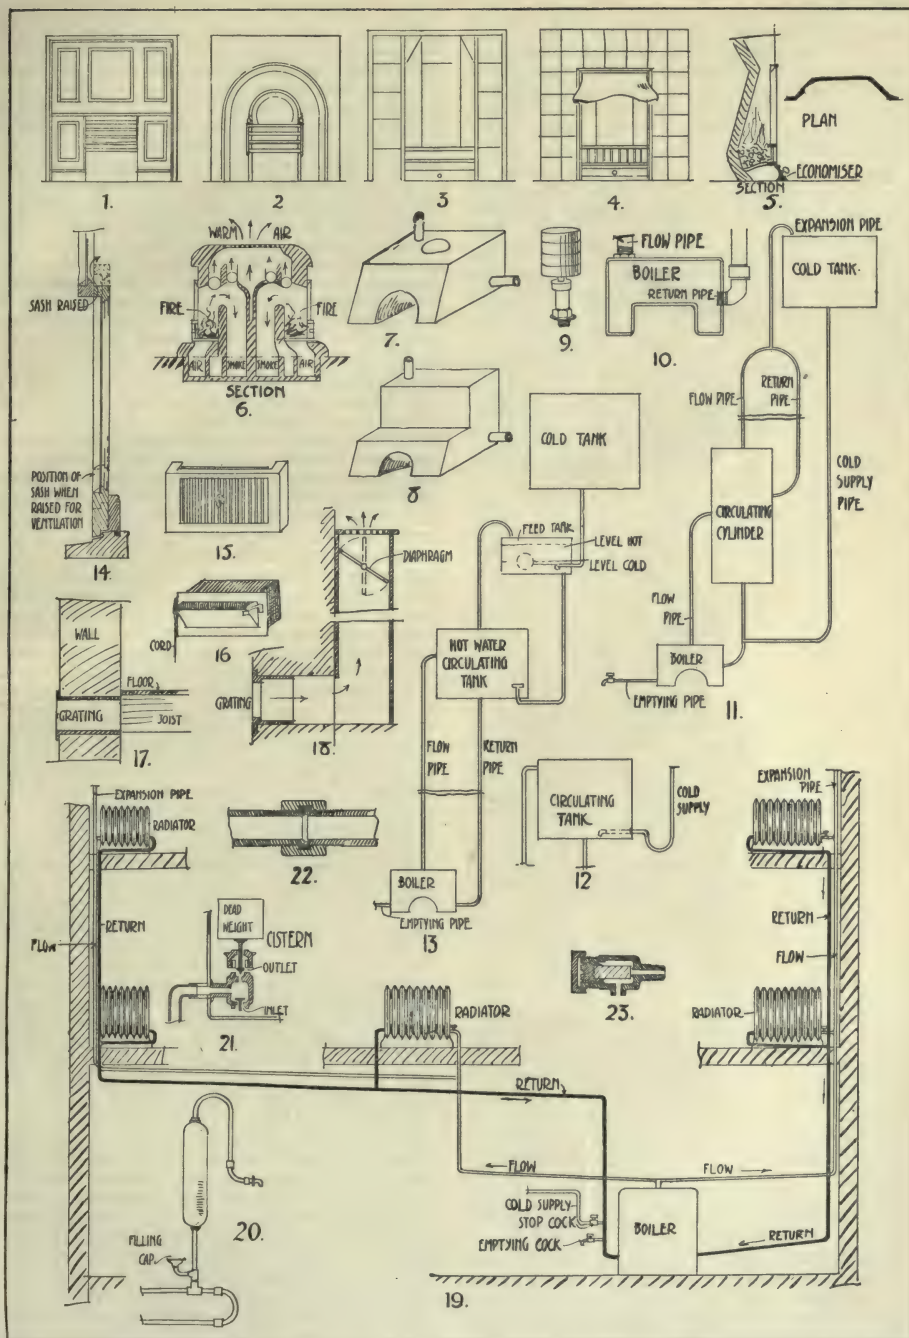 1.
2
3
4.
PLAN
ECONOMISER
SECTION
5.
WARM AIR
FIRE
FIRE
AIR
SMOKE
SMOKE
AIR
SECTION
6.
7.
8
9.
FLOW PIPE
BOILER
RETURN PIPE
10.
EXPANSION PIPE
COLD TANK.
FLOW PIPE
RETURN
PIPE
COLD
SUPPLY
PIPE
CIRCULATING
CYLINDER
FLOW
PIPE
BOILER
EMPTYING PIPE
11.
SASH RAISED
POSITION OF
SASH WHEN
RAISED FOR
VENTILATION
14.
15.
CORD
16
WALL
FLOOR
GRATING
JOIST
17.
DIAPHRAGM
GRATING
18.
COLD TANK
FEED TANK
LEVEL HOT
LEVEL COLD
HOT WATER
CIRCULATING
TANK
FLOW
PIPE
RETURN
PIPE
BOILER
EMPTYING PIPE
13
CIRCULATING
TANK
COLD
SUPPLY
12
EXPANSION PIPE
RADIATOR
RETURN
FLOW
22.
DEAD
WEIGHT
CISTERN
OUTLET
INLET
21.
RADIATOR
23.
EXPANSION
PIPE
RETURN
FLOW
RADIATOR
RETURN
FLOW
FLOW
COLD SUPPLY
STOP COCK
EMPTYING COCK
BOILER
RETURN
FILLING
CAP.
20.
19.